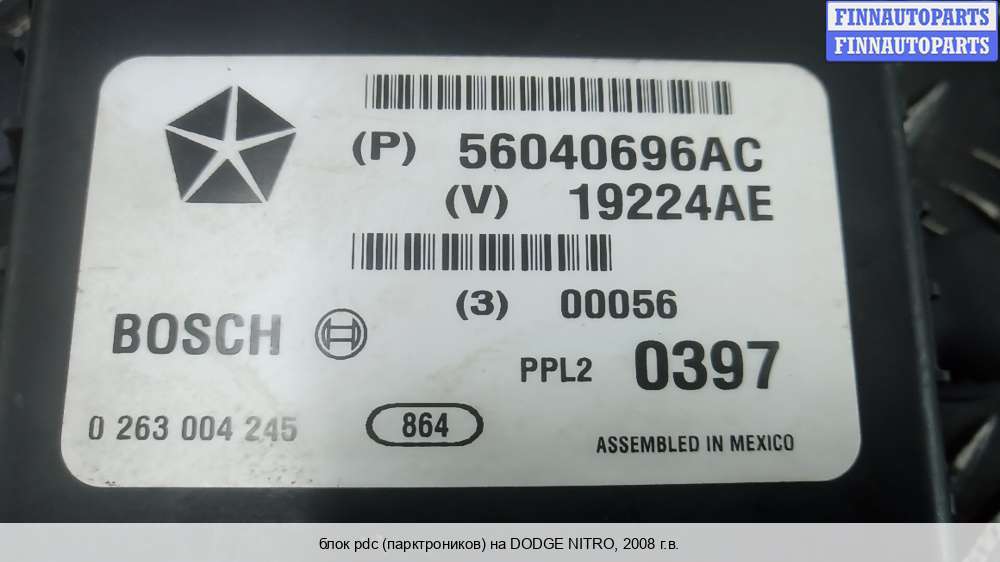 FINNAUTOPARTS
FINNAUTOPARTS
(P) 56040696AC
(V) 19224AE
(3) 00056
BOSCH
PPL2 0397
0 263 004 245
864
ASSEMBLED IN MEXICO
блок pdc (парктроников) на DODGE NITRO, 2008 г.в.